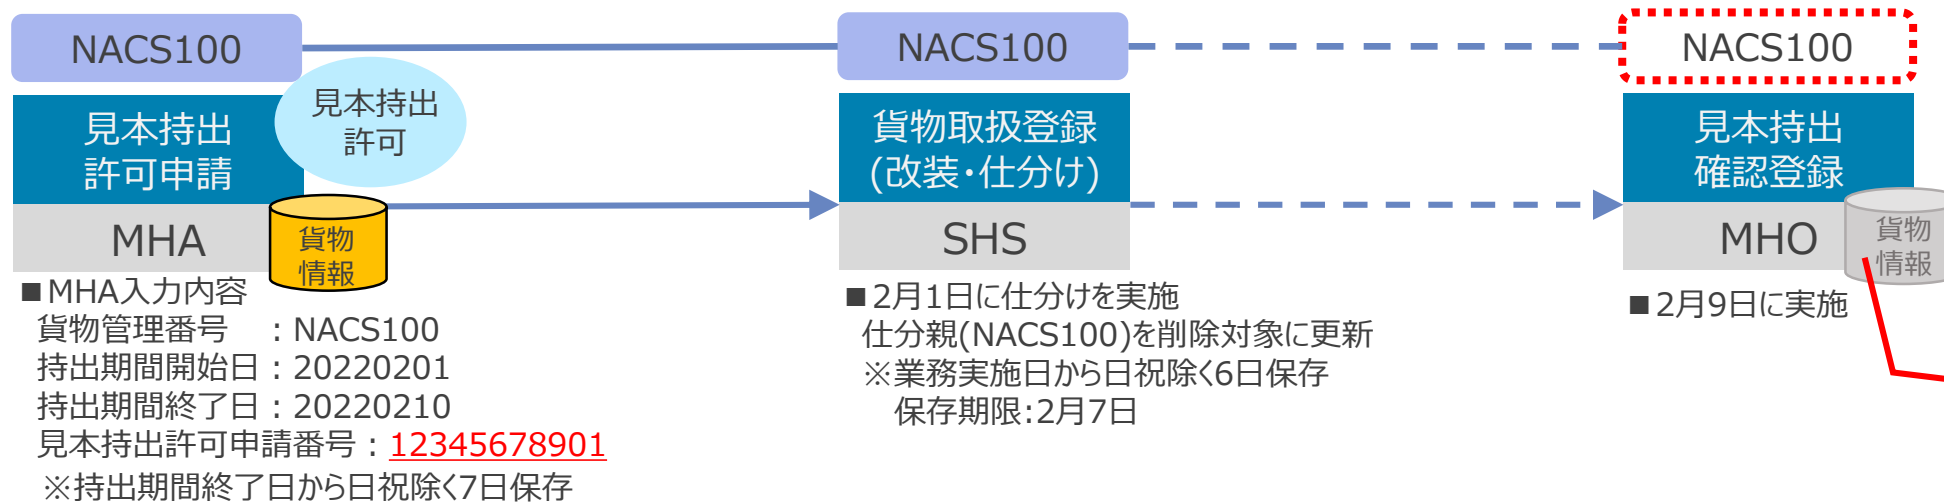 NACS100
見本持出
許可申請
見本持出
許可
MHA
貨物
情報
■MHA入力内容
貨物管理番号　：NACS100
持出期間開始日：20220201
持出期間終了日：20220210
見本持出許可申請番号：12345678901
※持出期間終了日から日祝除く7日保存
NACS100
貨物取扱登録
(改装・仕分け)
SHS
■2月1日に仕分けを実施
仕分親(NACS100)を削除対象に更新
※業務実施日から日祝除く6日保存
保存期限:2月7日
NACS100
見本持出
確認登録
MHO
貨物
情報
■2月9日に実施